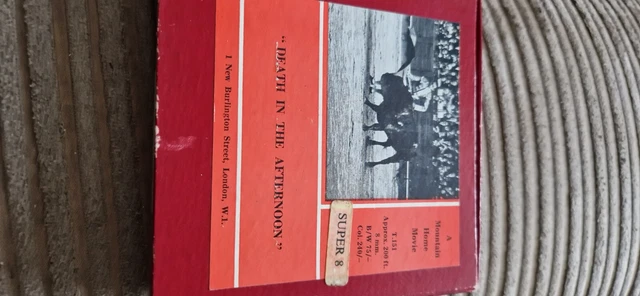 A
Mountain
Home
Movie
T.151
Approx. 200 ft.
8 mm.
B/W 75/-
Col. 240/-
SUPER 8
"DEATH IN THE AFTERNOON"
1 New Burlington Street, London, W.1.